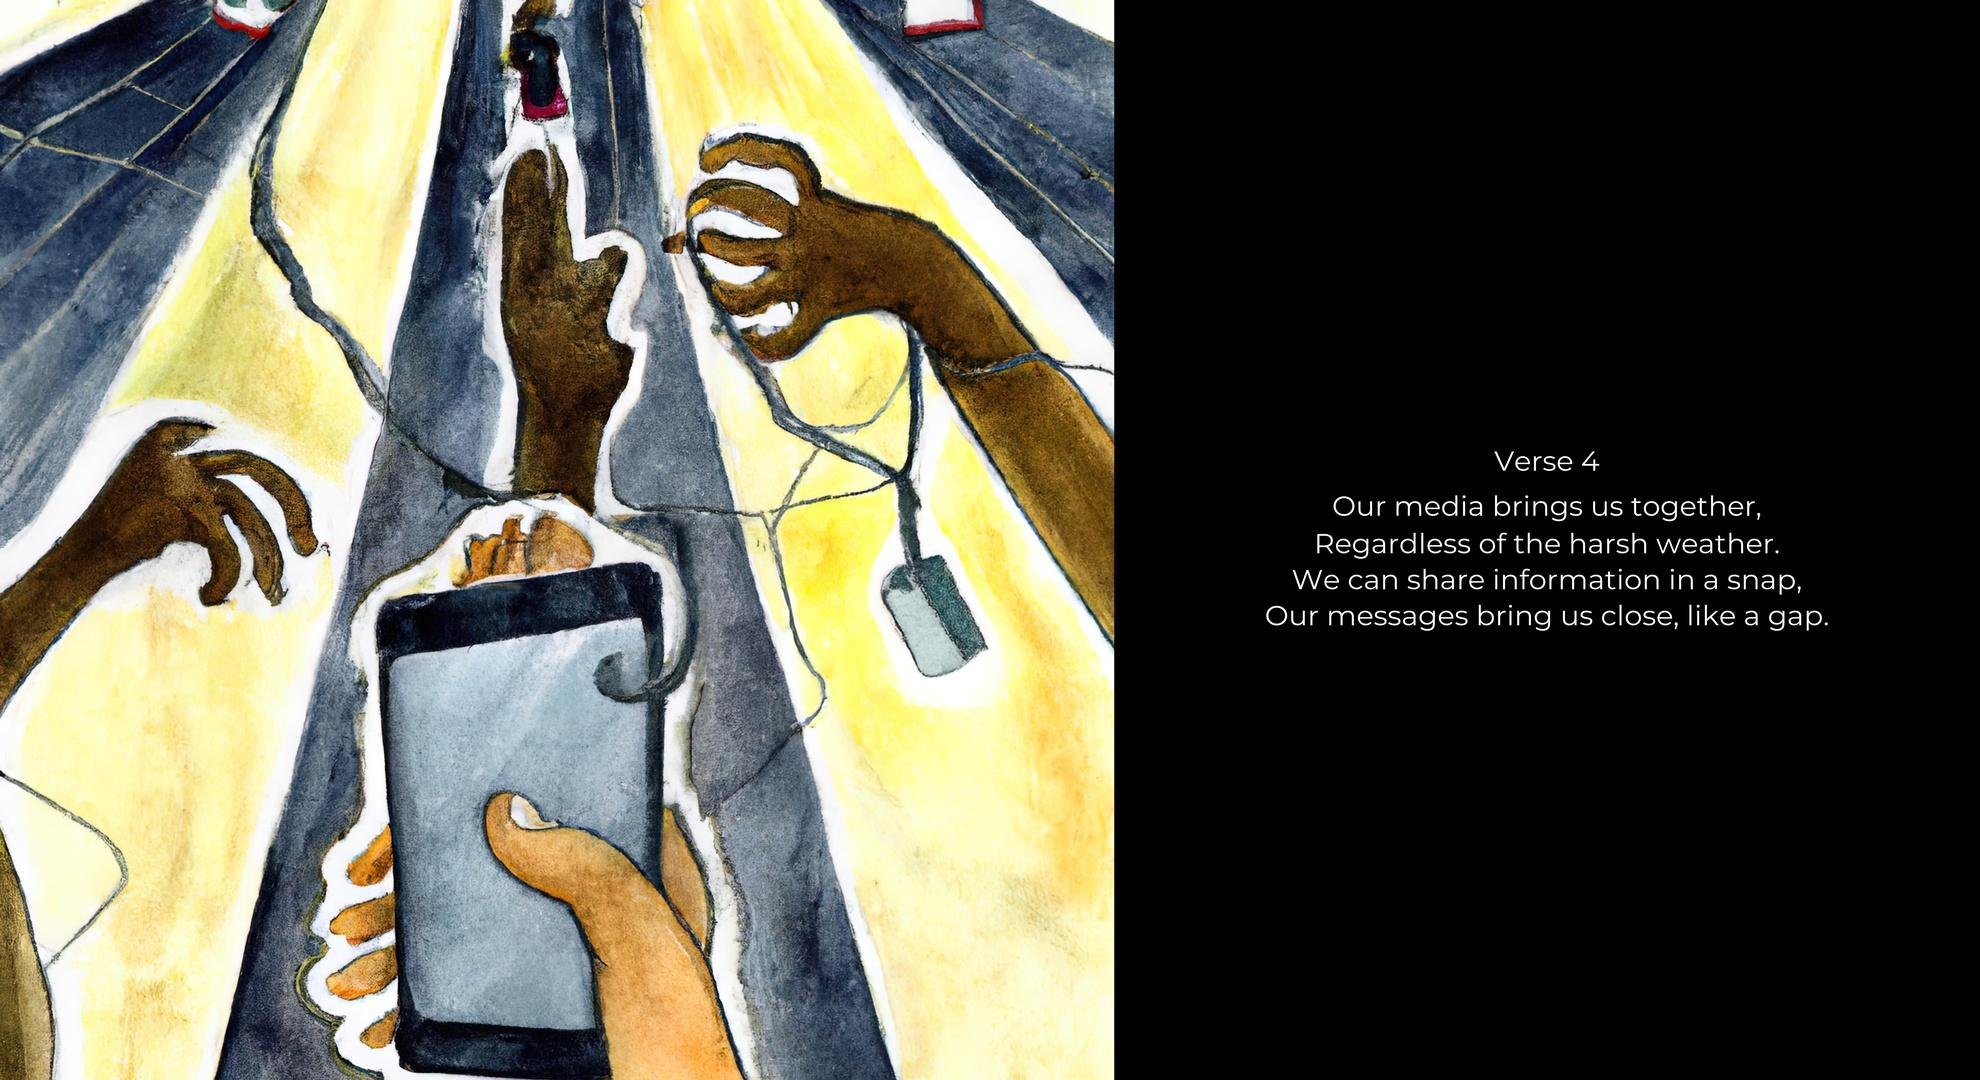 Verse 4
Our media brings us together,
Regardless of the harsh weather.
We can share information in a snap,
Our messages bring us close, like a gap.